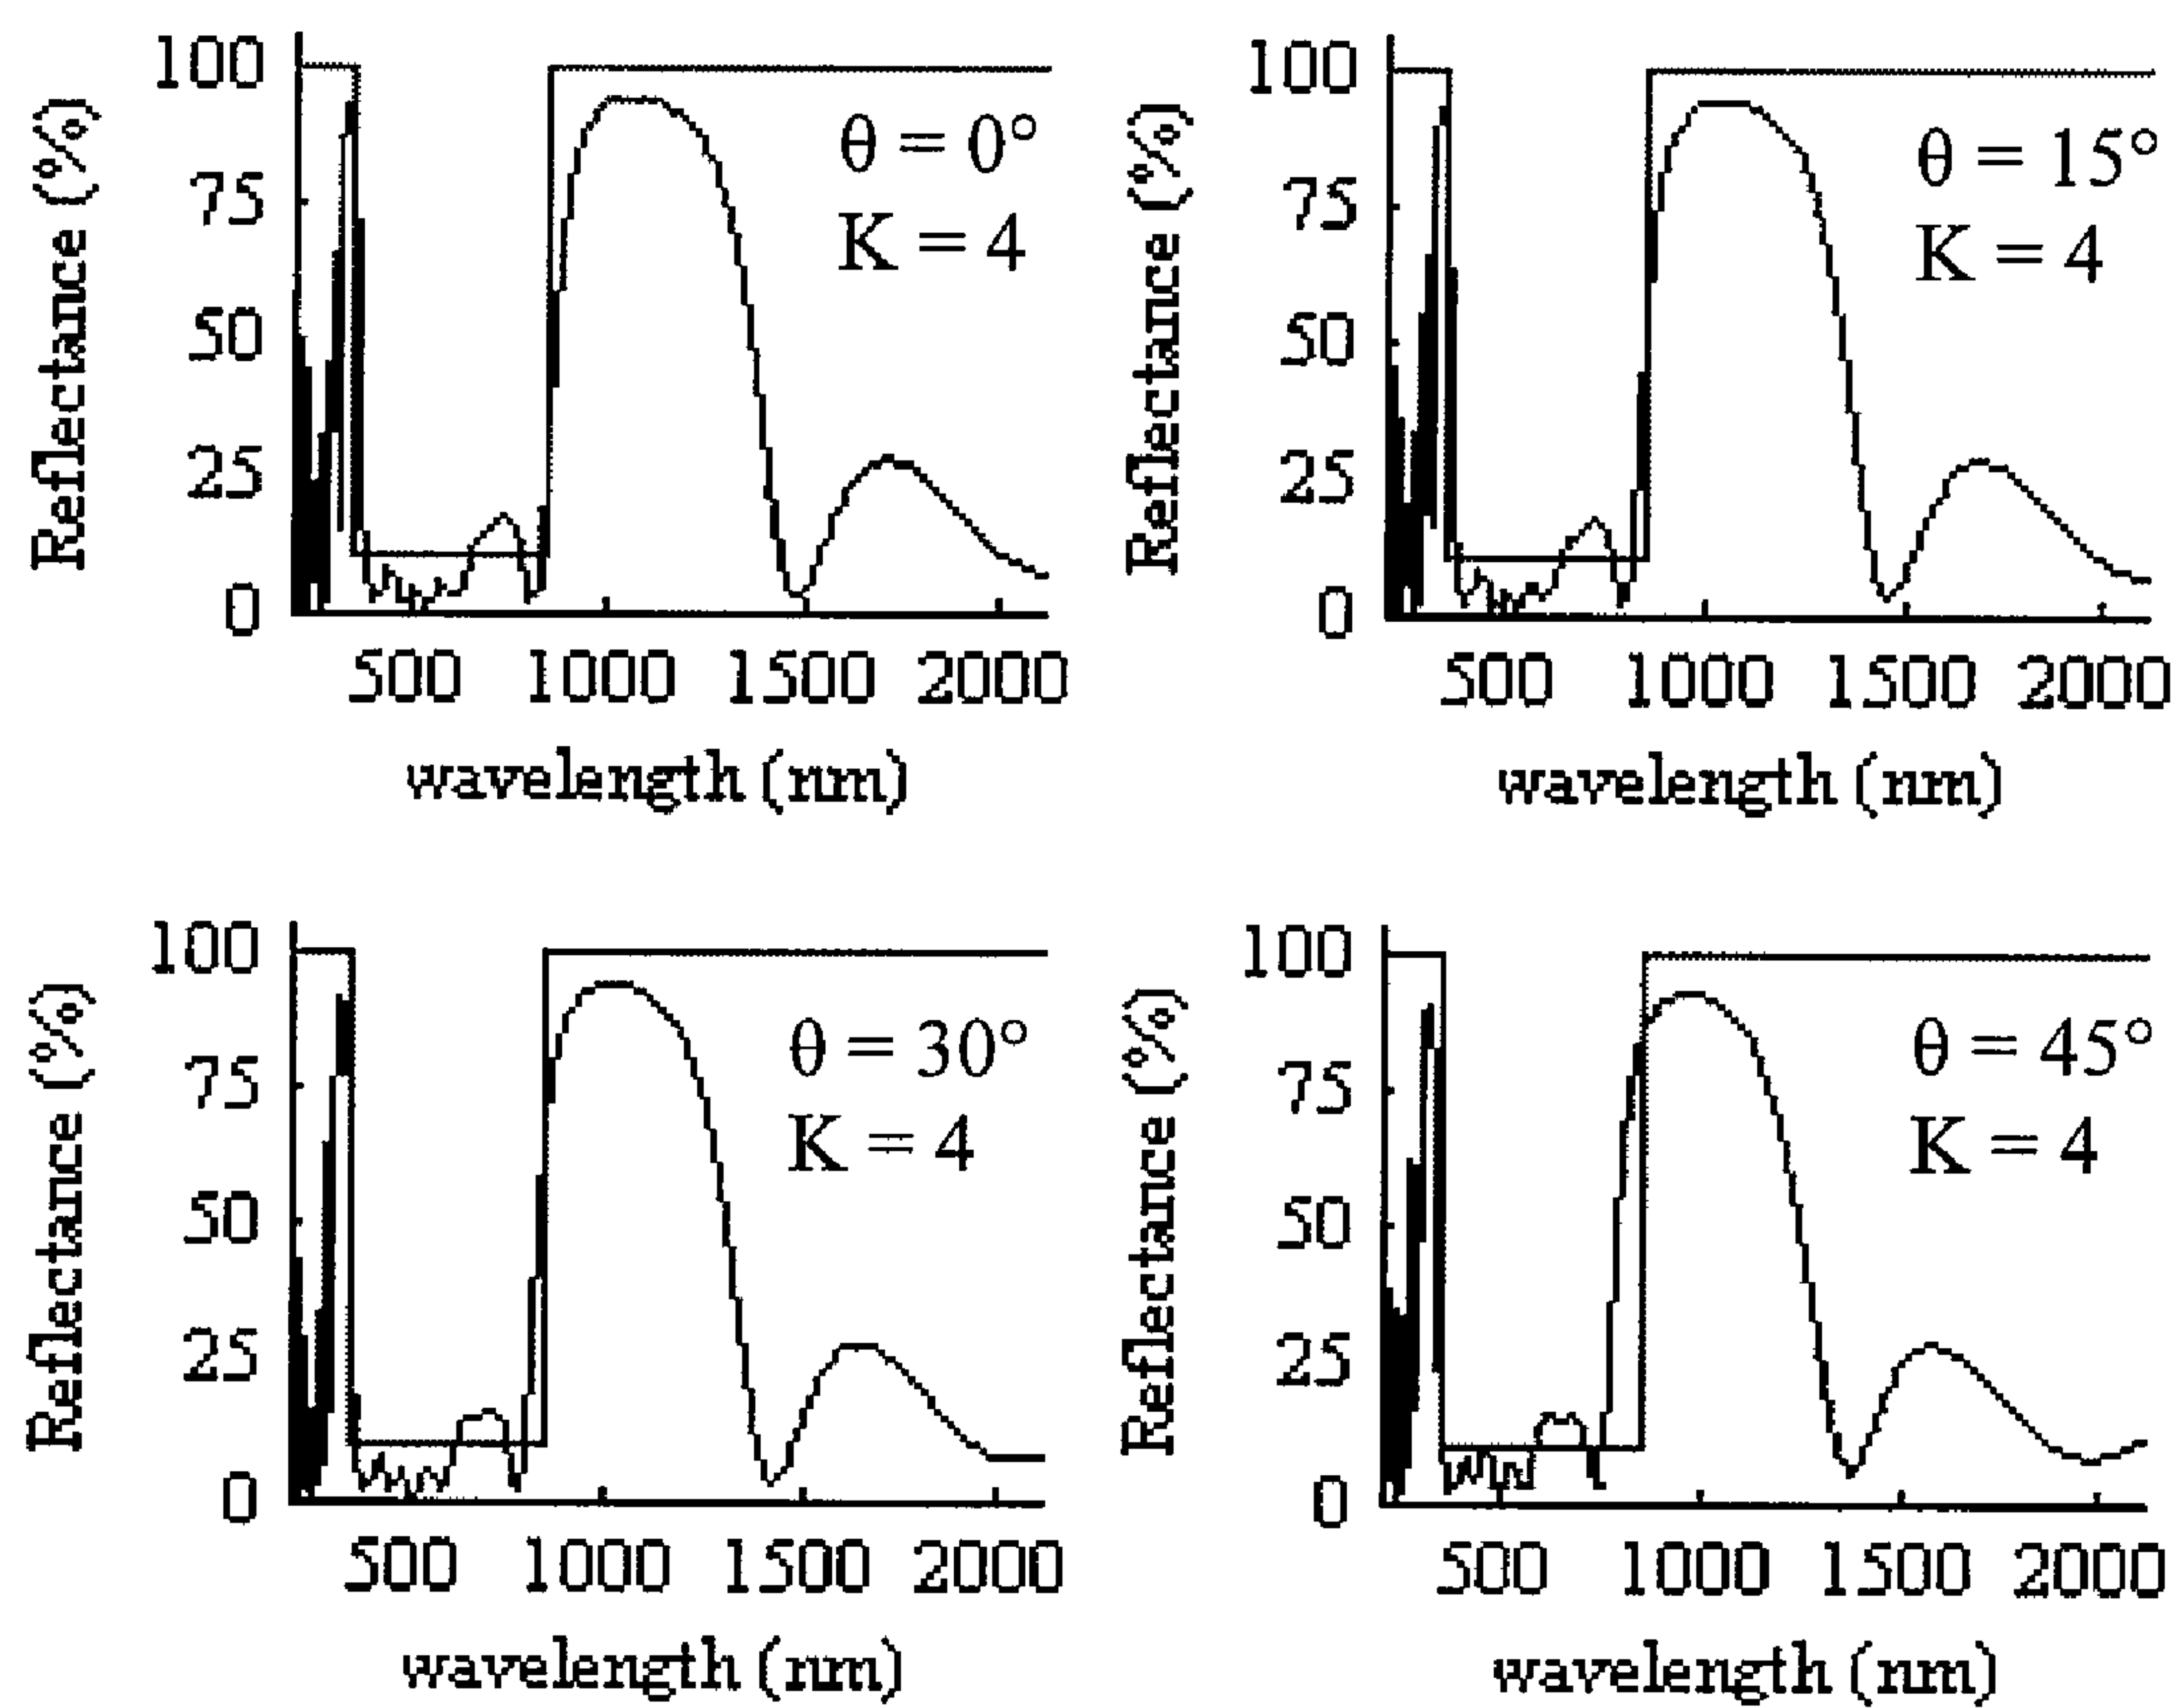 Reflectance (%)
100
75
50
25
0
θ = 0°
K = 4
500 1000 1500 2000
wavelength (nm)
Reflectance (%)
100
75
50
25
0
θ = 15°
K = 4
500 1000 1500 2000
wavelength (nm)
Reflectance (%)
100
75
50
25
0
θ = 30°
K = 4
500 1000 1500 2000
wavelength (nm)
Reflectance (%)
100
75
50
25
0
θ = 45°
K = 4
500 1000 1500 2000
wavelength (nm)